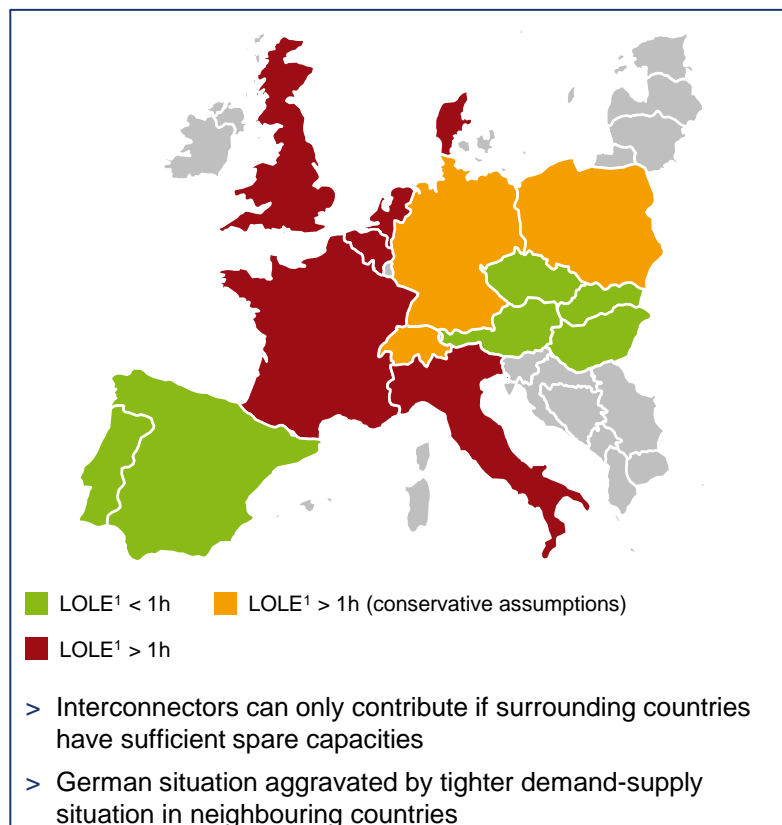 LOLE¹ < 1h
LOLE¹ > 1h (conservative assumptions)
LOLE¹ > 1h
> Interconnectors can only contribute if surrounding countries
have sufficient spare capacities
> German situation aggravated by tighter demand-supply
situation in neighbouring countries